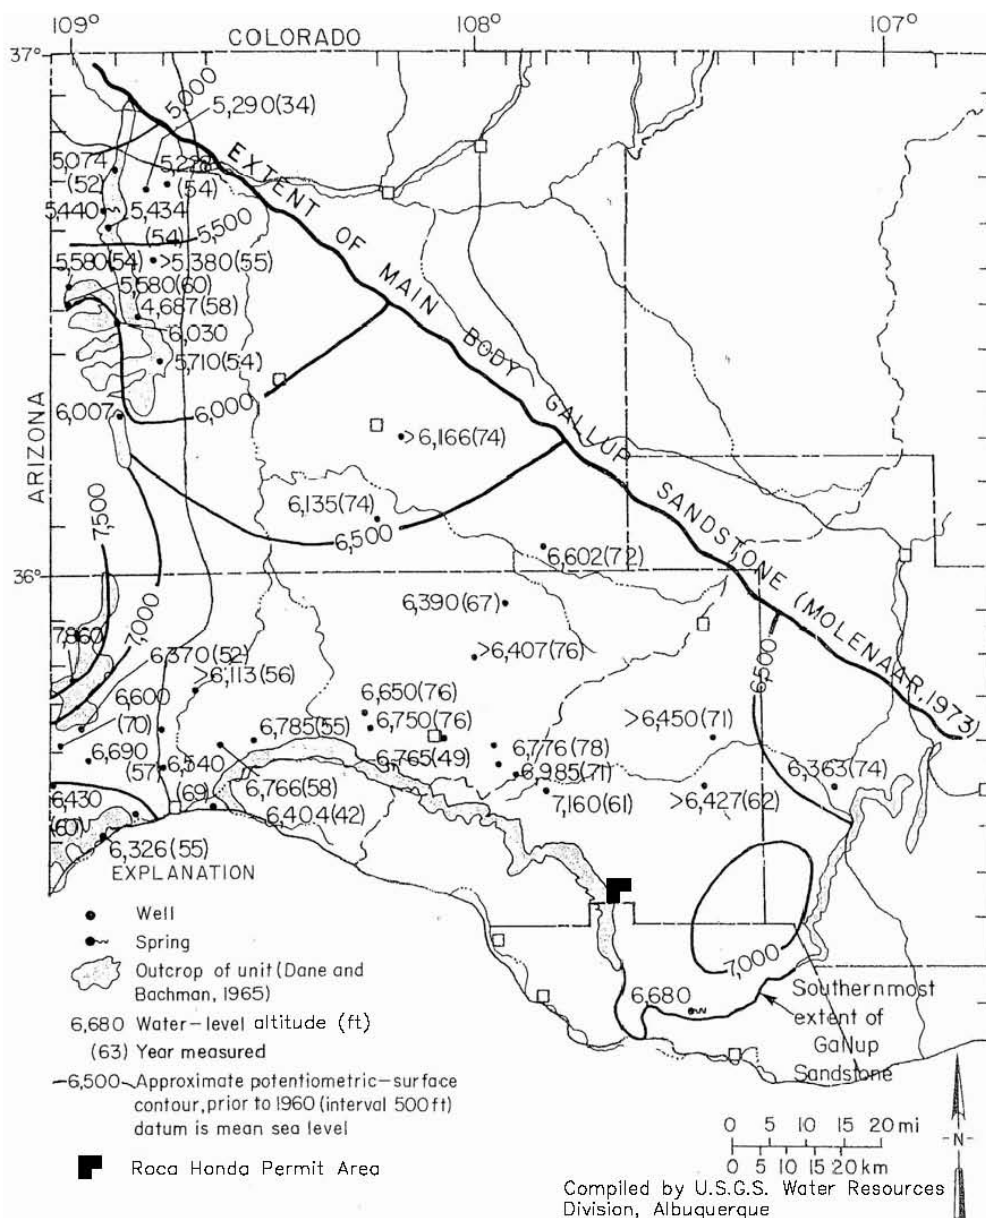 109°
108°
107°
37°
COLORADO
5,000
5,290(34)
5,074
(52)
(54)
5,440
5,434
(54)
5,500
EXTENT OF MAIN BODY GALLUP SANDSTONE (MOLENAAR, 1973)
5,580(54)
>5,380(55)
5,580(60)
4,687(58)
6,030
5,710(54)
6,007
6,000
ARIZONA
>6,166(74)
6,135(74)
6,500
7,500
6,602(72)
36°
6,390(67)
7,000
7,860
6,370(52)
>6,113(56)
>6,407(76)
6,500
6,600
(70)
6,650(76)
6,750(76)
6,785(55)
>6,450(71)
6,690
(57)
6,540
(69)
6,765(49)
6,776(78)
6,985(71)
6,363(74)
6,766(58)
7,160(61)
>6,427(62)
6,430
6,404(42)
6,326(55)
EXPLANATION
Well
Spring
Outcrop of unit (Dane and
Bachman, 1965)
6,680 Water-level altitude (ft)
(63) Year measured
6,500 Approximate potentiometric-surface
contour, prior to 1960 (interval 500 ft)
datum is mean sea level
Roca Honda Permit Area
7,000
6,680
Southernmost
extent of
Gallup
Sandstone
0 5 10 15 20 mi
0 5 10 15 20 km
N
Compiled by U.S.G.S. Water Resources
Division, Albuquerque